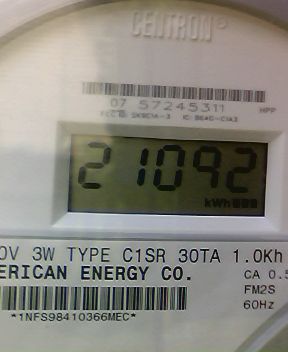 CENTRON®
07 57245311 HPP
21092
kWh
0V 3W TYPE C1SR 30TA 1.0Kh
ERICAN ENERGY CO. CA 0.5
FM2S
60Hz
*1NFS98410366MEC*